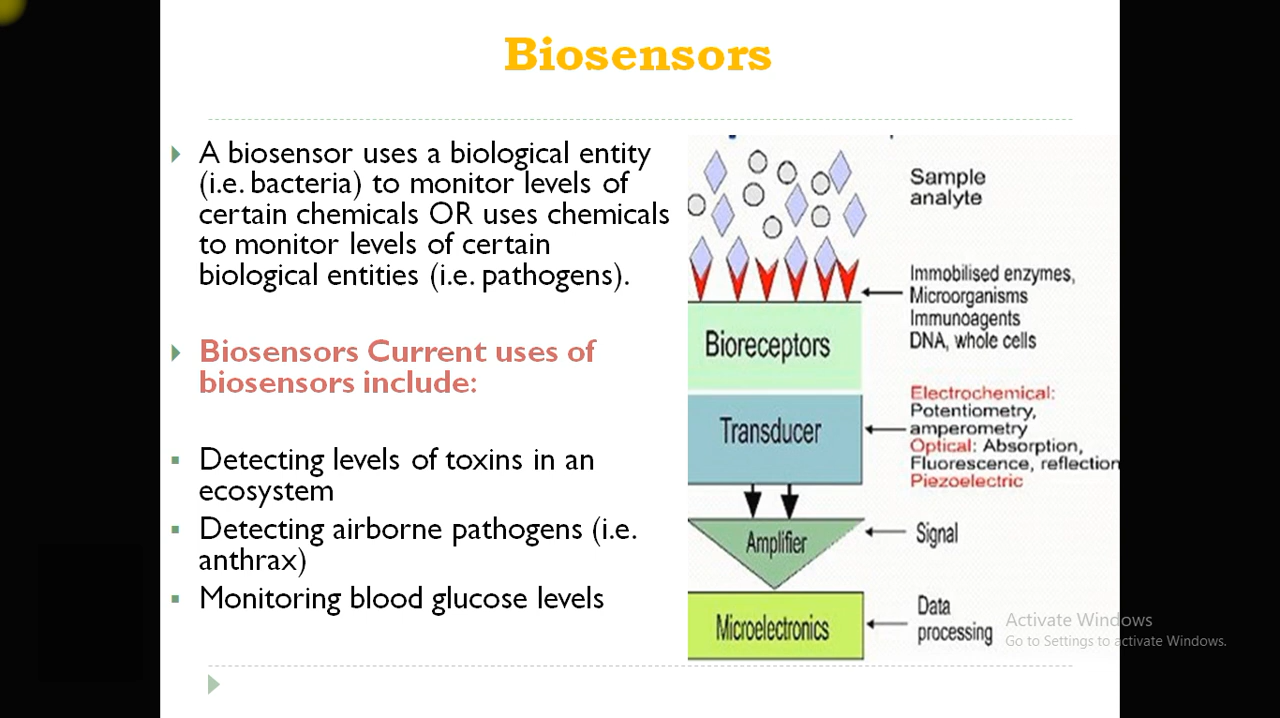 Biosensors
A biosensor uses a biological entity
(i.e. bacteria) to monitor levels of
certain chemicals OR uses chemicals
to monitor levels of certain
biological entities (i.e. pathogens).
Biosensors Current uses of
biosensors include:
Detecting levels of toxins in an
ecosystem
Detecting airborne pathogens (i.e.
anthrax)
Monitoring blood glucose levels
Sample
analyte
Immobilised enzymes,
Microorganisms
Immunoagents
DNA, whole cells
Bioreceptors
Electrochemical:
Potentiometry,
amperometry
Optical: Absorption,
Fluorescence, reflection
Piezoelectric
Transducer
Amplifier
Signal
Microelectronics
Data
processing
Activate Windows
Go to Settings to activate Windows.